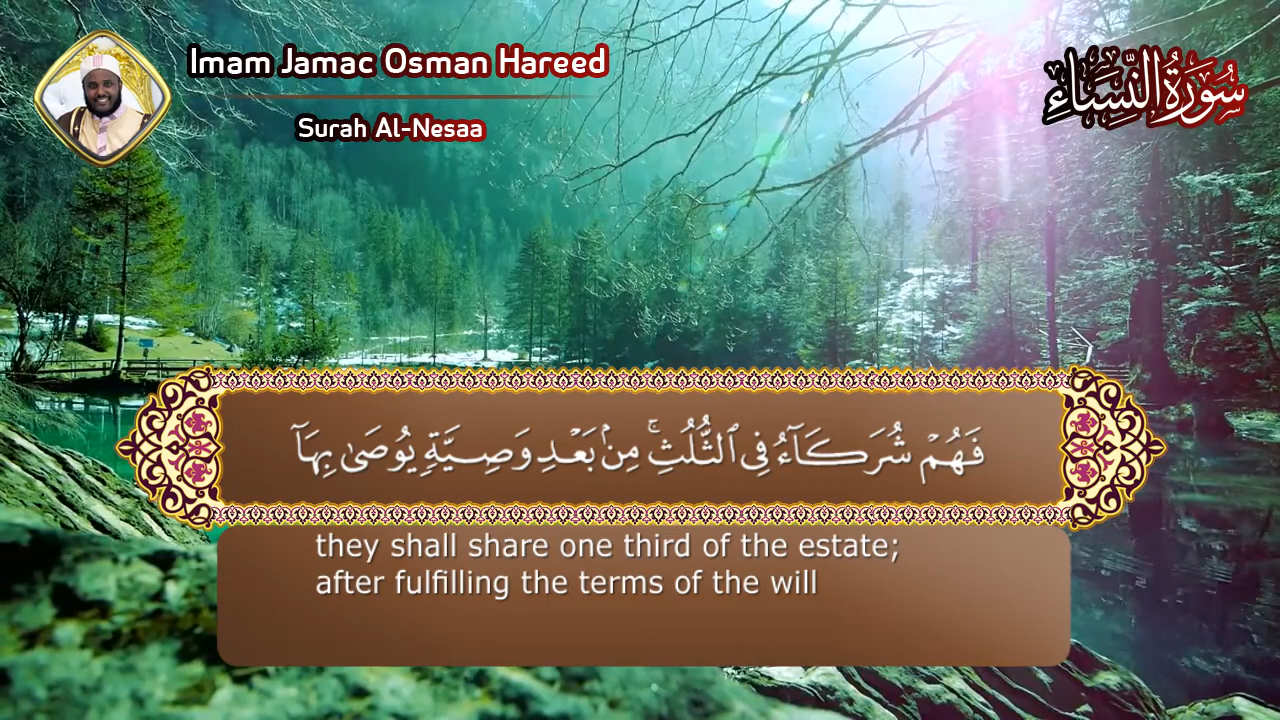 Imam Jamac Osman Hareed
Surah Al-Nesaa
سُورَةُ النِّسَاءِ
فَهُمْ شُرَكَآءُ فِى ٱلثُّلُثِ ۚ مِنۢ بَعْدِ وَصِيَّةٍ يُوصَىٰ بِهَآ
they shall share one third of the estate;
after fulfilling the terms of the will